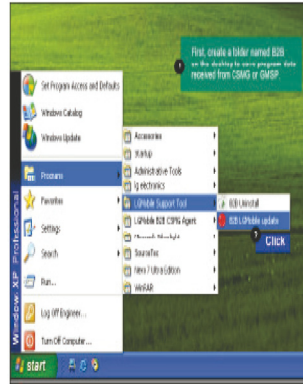 First, create a folder named B2B
on the desktop to save program data
received from CSMG or GMSP.
Set Program Access and Defaults
Windows Catalog
Windows Update
Programs
Favorites
Settings
Search
Run...
Log Off Engineer...
Turn Off Computer...
Accessories
startup
Administrative Tools
lg electronics
LGMobile Support Tool
LGMobile B2B CSMG Agent
SourceTec
Nero 7 Ultra Edition
WinRAR
B2B Uninstall
B2B LGMobile update
Click
Windows XP Professional
start